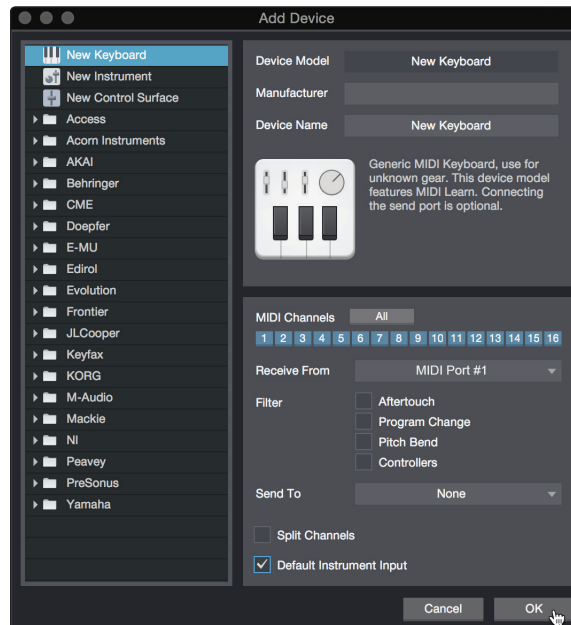 Add Device
New Keyboard
New Instrument
New Control Surface
Access
Acorn Instruments
AKAI
Behringer
CME
Doepfer
E-MU
Edirol
Evolution
Frontier
JLCooper
Keyfax
KORG
M-Audio
Mackie
NI
Peavey
PreSonus
Yamaha
Device Model New Keyboard
Manufacturer
Device Name New Keyboard
Generic MIDI Keyboard, use for
unknown gear. This device model
features MIDI Learn. Connecting
the send port is optional.
MIDI Channels All
1 2 3 4 5 6 7 8 9 10 11 12 13 14 15 16
Receive From MIDI Port #1
Filter Aftertouch
Program Change
Pitch Bend
Controllers
Send To None
Split Channels
Default Instrument Input
Cancel OK